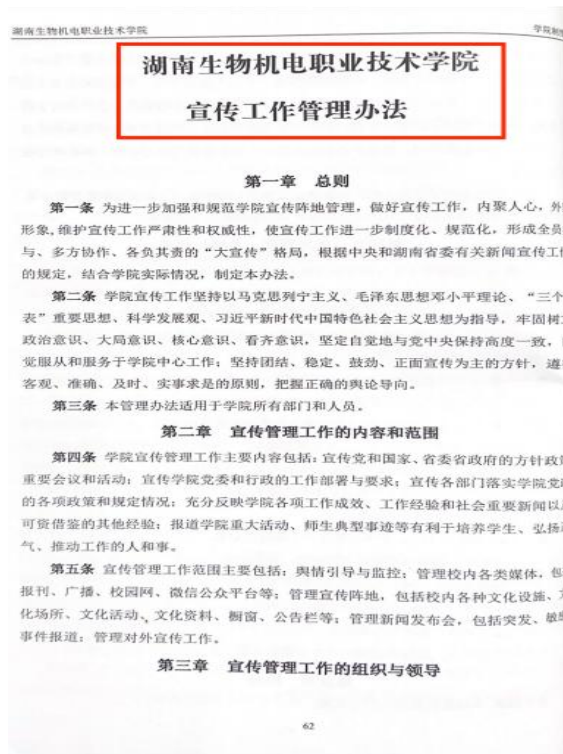 湖南生物机电职业技术学院
湖南生物机电职业技术学院
宣传工作管理办法
第一章 总则
第一条 为进一步加强和规范学院宣传阵地管理，做好宣传工作，内聚人心，外
形象，维护宣传工作严肃性和权威性，使宣传工作进一步制度化、规范化，形成全员
与、多方协作、各负其责的“大宣传”格局，根据中央和湖南省委有关新闻宣传工作
的规定，结合学院实际情况，制定本办法。
第二条 学院宣传工作坚持以马克思列宁主义、毛泽东思想邓小平理论、“三个
表”重要思想、科学发展观、习近平新时代中国特色社会主义思想为指导，牢固树
政治意识、大局意识、核心意识、看齐意识，坚定自觉地与党中央保持高度一致，
觉服从和服务于学院中心工作；坚持团结、稳定、鼓劲、正面宣传为主的方针，遵
客观、准确、及时、实事求是的原则，把握正确的舆论导向。
第三条 本管理办法适用于学院所有部门和人员。
第二章 宣传管理工作的内容和范围
第四条 学院宣传管理工作主要内容包括：宣传党和国家、省委省政府的方针政
重要会议和活动；宣传学院党委和行政的工作部署与要求；宣传各部门落实学院党
的各项政策和规定情况；充分反映学院各项工作成效、工作经验和社会重要新闻以
可资借鉴的其他经验；报道学院重大活动、师生典型事迹等有利于培养学生、弘扬
气、推动工作的人和事。
第五条 宣传管理工作范围主要包括：舆情引导与监控；管理校内各类媒体，包
报刊、广播、校园网、微信公众平台等；管理宣传阵地，包括校内各种文化设施、
化场所、文化活动、文化资料、橱窗、公告栏等；管理新闻发布会，包括突发、敏
事件报道；管理对外宣传工作。
第三章 宣传管理工作的组织与领导
62